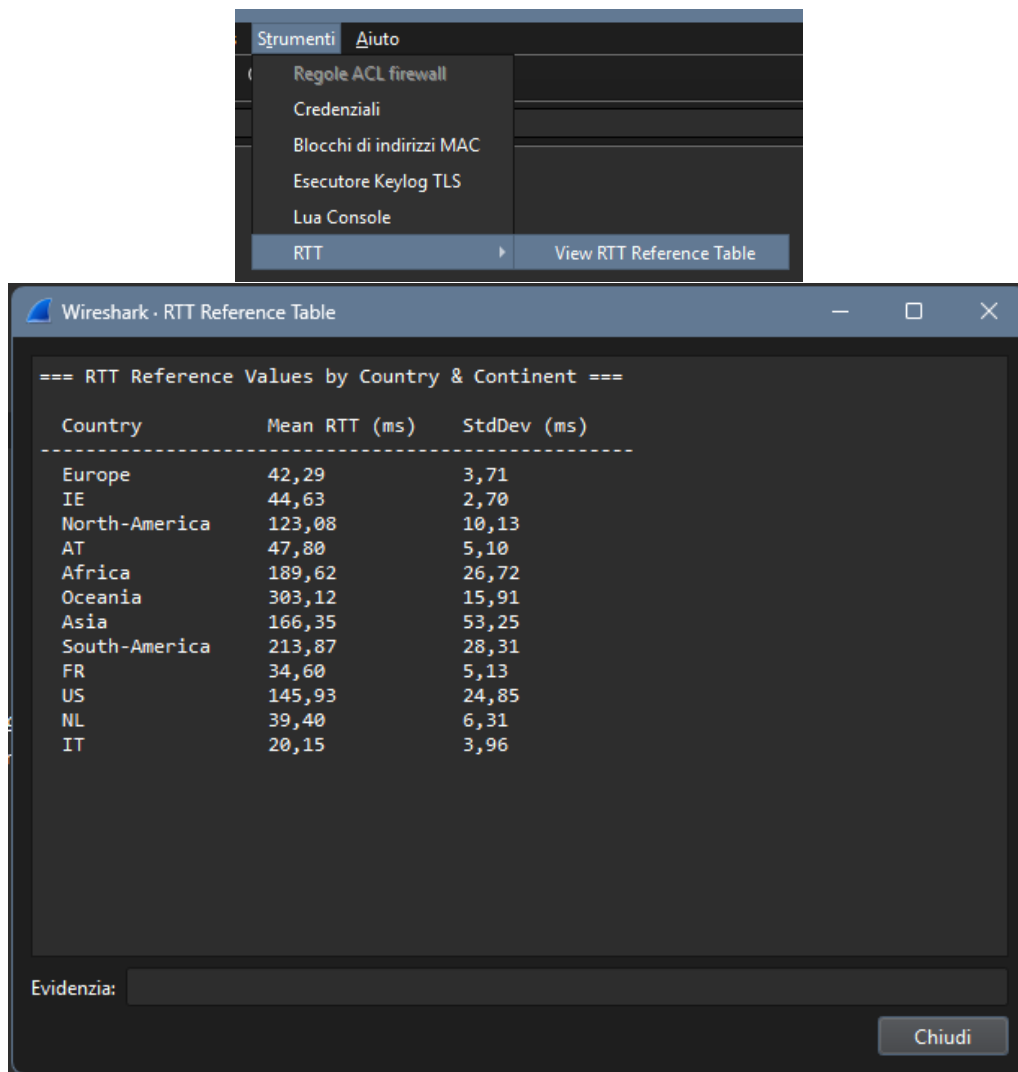 Strumenti Aiuto
Regole ACL firewall
Credenziali
Blocchi di indirizzi MAC
Esecutore Keylog TLS
Lua Console
RTT View RTT Reference Table
Wireshark · RTT Reference Table
=== RTT Reference Values by Country & Continent ===
Country Mean RTT (ms) StdDev (ms)
----------------------------------------------------
Europe 42,29 3,71
IE 44,63 2,70
North-America 123,08 10,13
AT 47,80 5,10
Africa 189,62 26,72
Oceania 303,12 15,91
Asia 166,35 53,25
South-America 213,87 28,31
FR 34,60 5,13
US 145,93 24,85
NL 39,40 6,31
IT 20,15 3,96
Evidenzia:
Chiudi